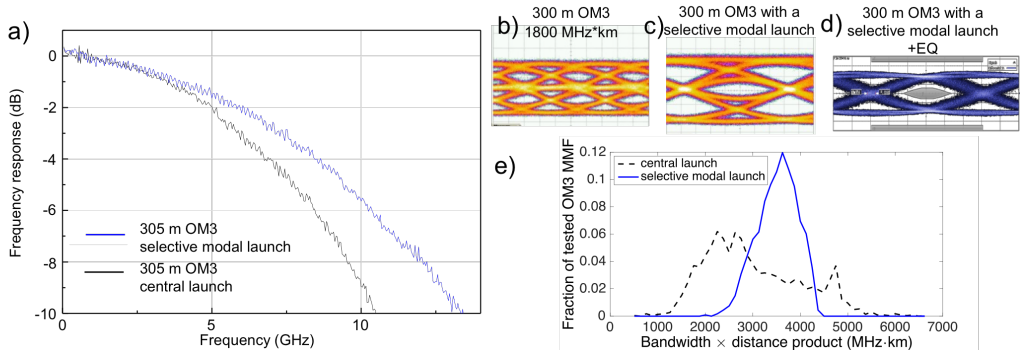 a)
Frequency response (dB)
0
-2
-4
-6
-8
-10
305 m OM3
selective modal launch
305 m OM3
central launch
0
5
10
Frequency (GHz)
b)
300 m OM3
1800 MHz*km
c)
300 m OM3 with a
selective modal launch
d)
300 m OM3 with a
selective modal launch
+EQ
e)
Fraction of tested OM3 MMF
0.12
0.1
0.08
0.06
0.04
0.02
0
central launch
selective modal launch
0
1000
2000
3000
4000
5000
6000
7000
Bandwidth × distance product (MHz·km)